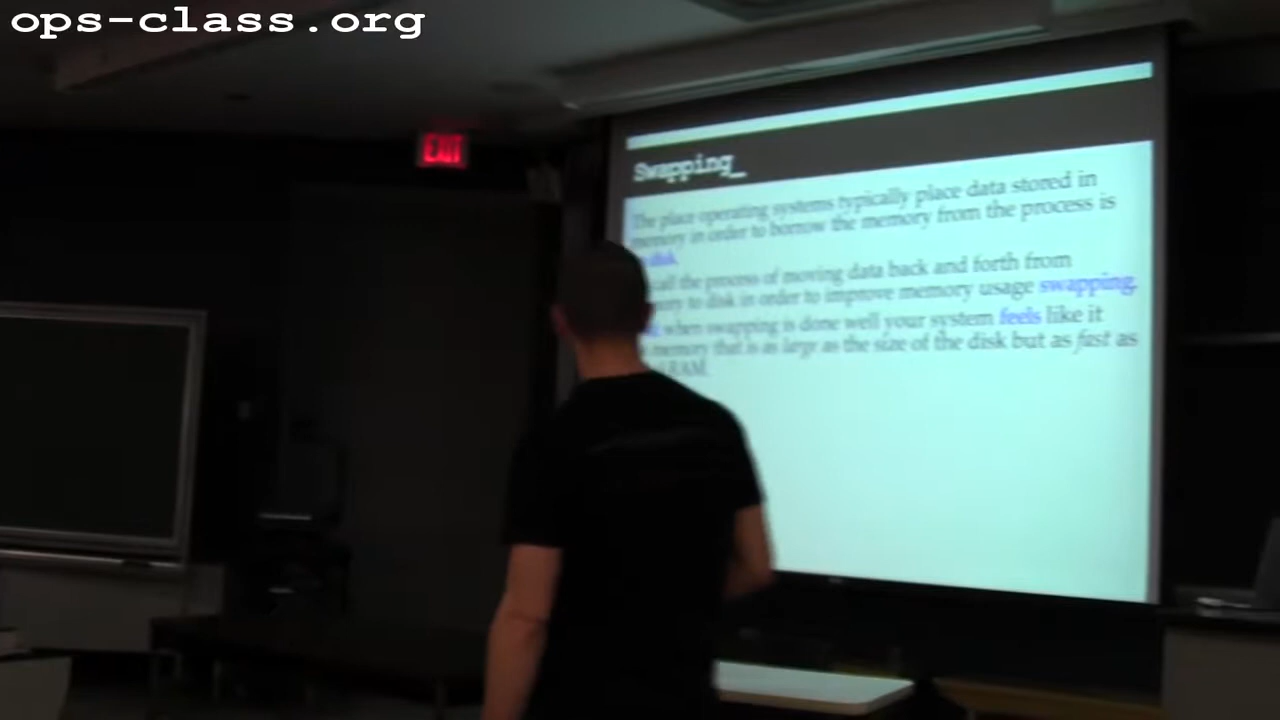 ops-class.org
EXIT
Swapping_
The place operating systems typically place data stored in
memory in order to borrow the memory from the process is
disk.
call the process of moving data back and forth from
to disk in order to improve memory usage swapping.
when swapping is done well your system feels like it
memory that is as large as the size of the disk but as fast as
RAM.